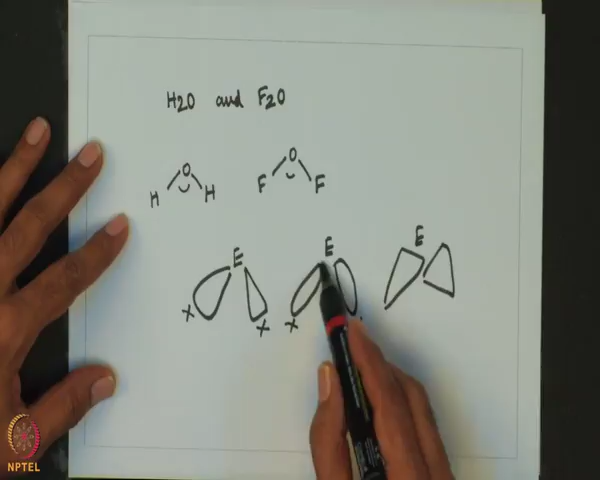 H2O and F2O
O O
H H F F
E E E
X X X
NPTEL